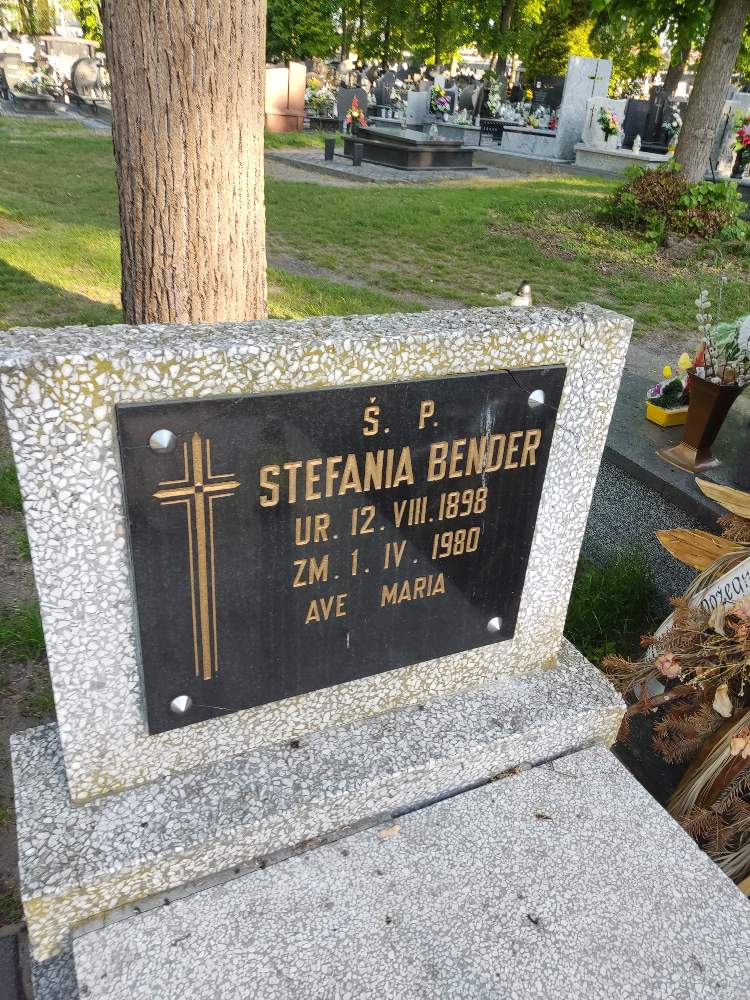 Ś. P.
STEFANIA BENDER
UR. 12. VIII. 1898
ZM. 1. IV. 1980
AVE MARIA